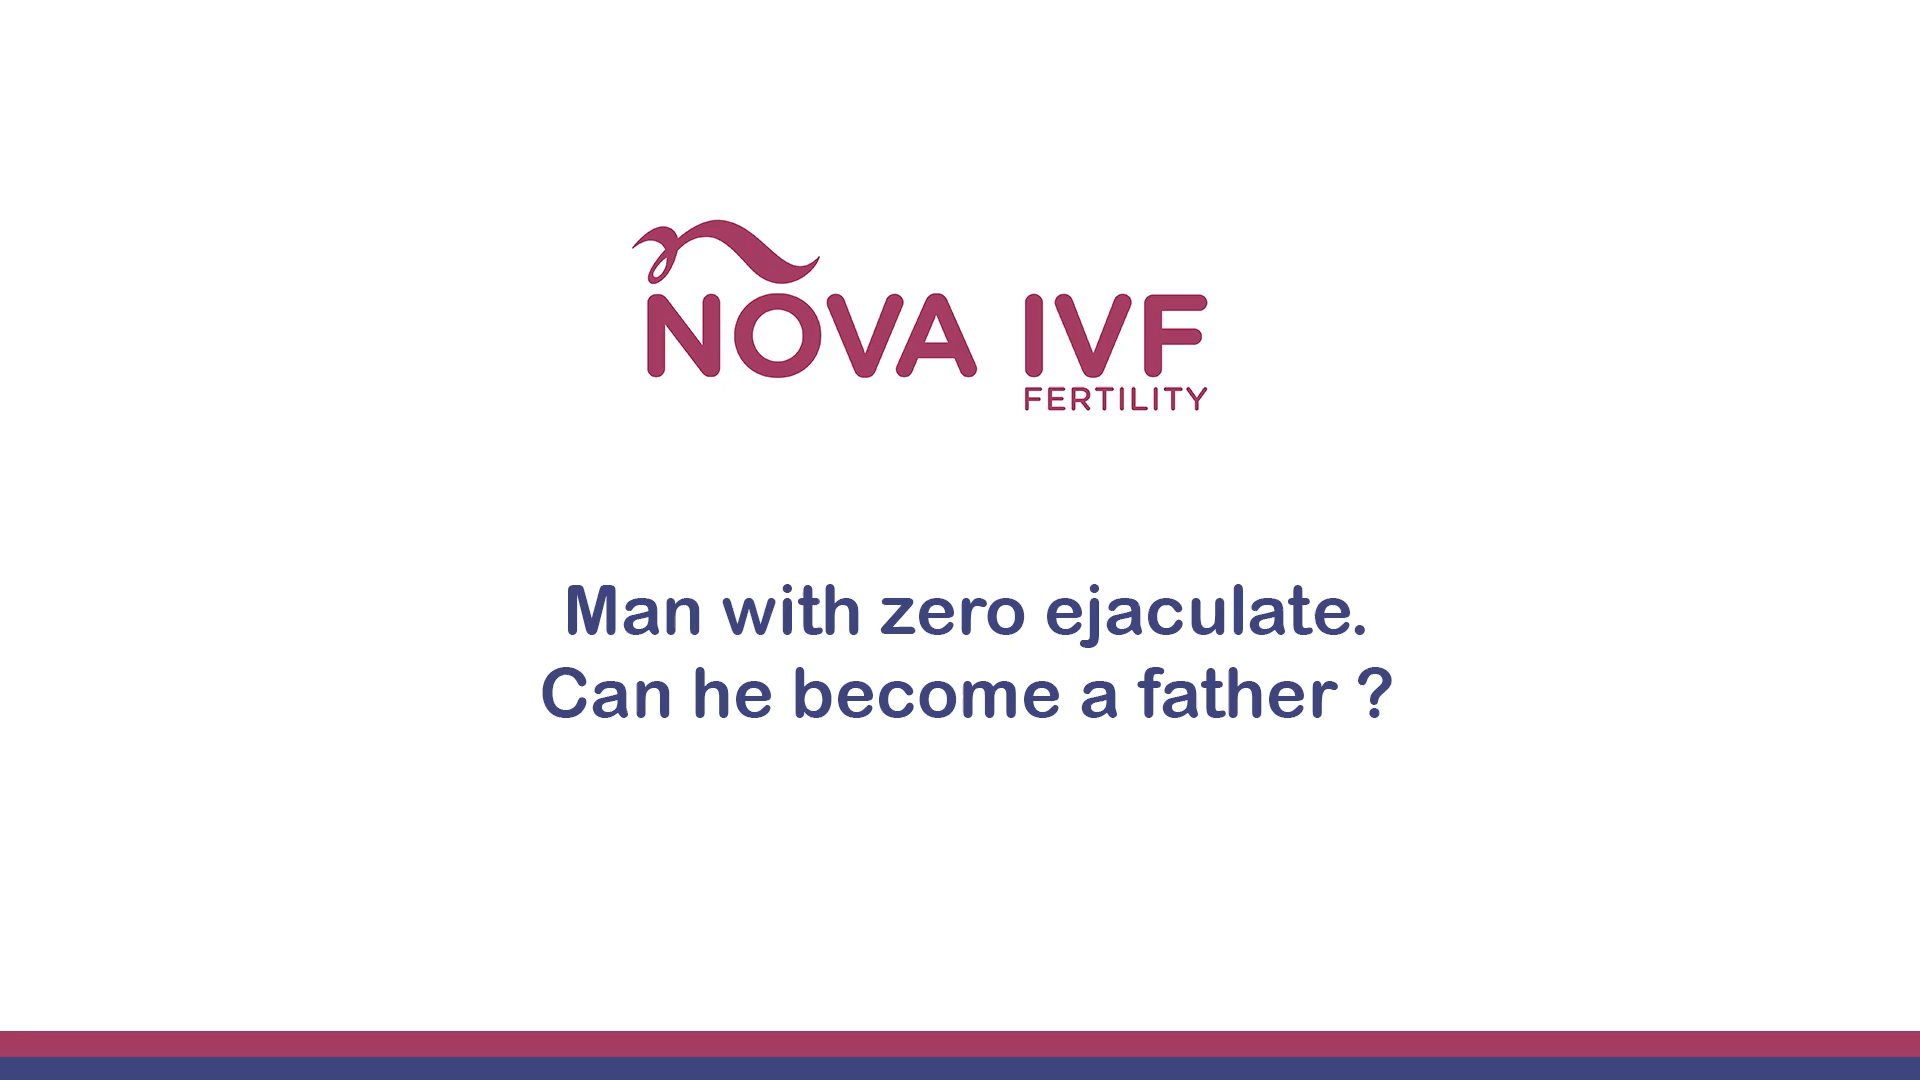 NOVA IVF
FERTILITY
Man with zero ejaculate.
Can he become a father ?